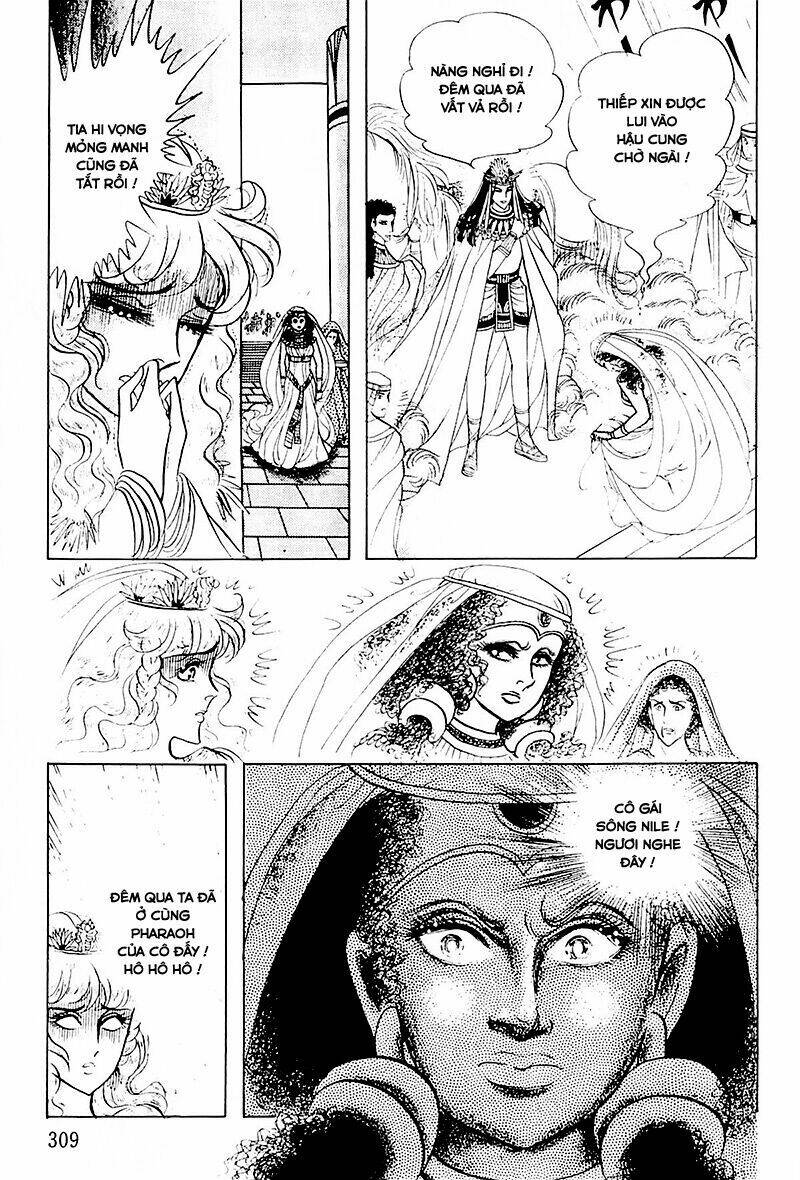 THIẾP XIN ĐƯỢC
LUI VÀO
HẬU CUNG
CHỜ NGÀI !
NÀNG NGHỈ ĐI !
ĐÊM QUA ĐÃ
VẤT VẢ RỒI !
TIA HI VỌNG
MỎNG MANH
CŨNG ĐÃ
TẮT RỒI !
CÔ GÁI
SÔNG NILE !
NGƯƠI NGHE
ĐÂY !
ĐÊM QUA TA ĐÃ
Ở CÙNG
PHARAOH
CỦA CÔ ĐẤY !
HÔ HÔ HÔ !
309